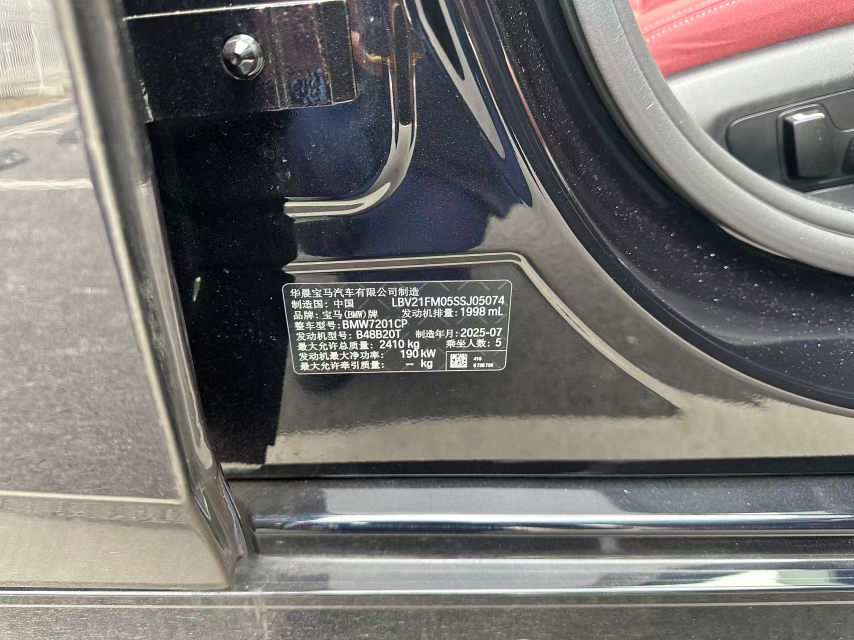 华晨宝马汽车有限公司制造
制造国: 中国 LBV21FM05SSJ05074
品牌: 宝马(BMW)牌 发动机排量: 1998 mL
整车型号: BMW7201CP
发动机型号: B48B20T 制造年月: 2025-07
最大允许总质量: 2410 kg 乘坐人数: 5
发动机最大净功率: 190 kW
最大允许牵引质量: -- kg